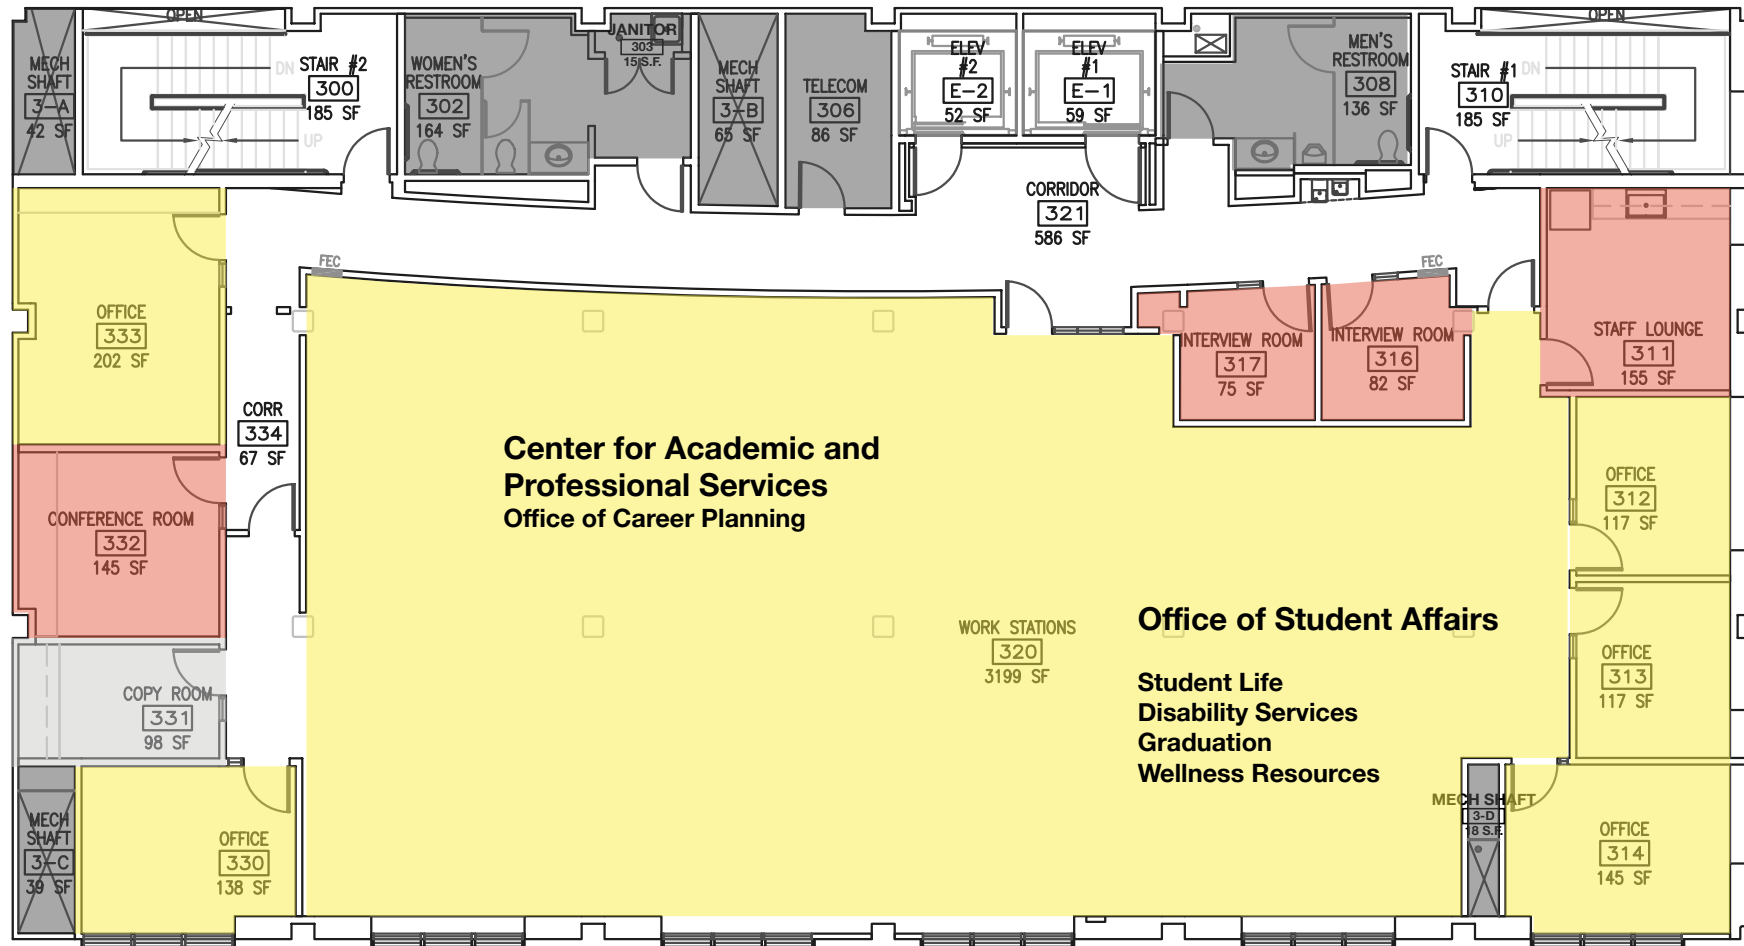 OPEN
OPEN
MECH
SHAFT
3-A
42 SF
DN
UP
STAIR #2
300
185 SF
WOMEN'S
RESTROOM
302
164 SF
JANITOR
303
15 S.F.
MECH
SHAFT
3-B
65 SF
TELECOM
306
86 SF
ELEV
#2
E-2
52 SF
ELEV
#1
E-1
59 SF
MEN'S
RESTROOM
308
136 SF
STAIR #1
310
185 SF
DN
UP
CORRIDOR
321
586 SF
FEC
FEC
OFFICE
333
202 SF
INTERVIEW ROOM
317
75 SF
INTERVIEW ROOM
316
82 SF
STAFF LOUNGE
311
155 SF
CORR
334
67 SF
Center for Academic and
Professional Services
Office of Career Planning
CONFERENCE ROOM
332
145 SF
OFFICE
312
117 SF
WORK STATIONS
320
3199 SF
Office of Student Affairs
Student Life
Disability Services
Graduation
Wellness Resources
OFFICE
313
117 SF
COPY ROOM
331
98 SF
MECH
SHAFT
3-C
39 SF
OFFICE
330
138 SF
MECH SHAFT
3-D
18 S.F.
OFFICE
314
145 SF